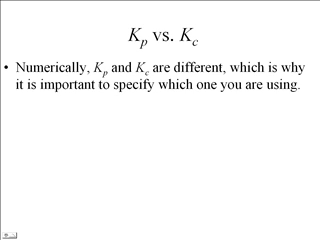 Kp vs. Kc
• Numerically, Kp and Kc are different, which is why
it is important to specify which one you are using.